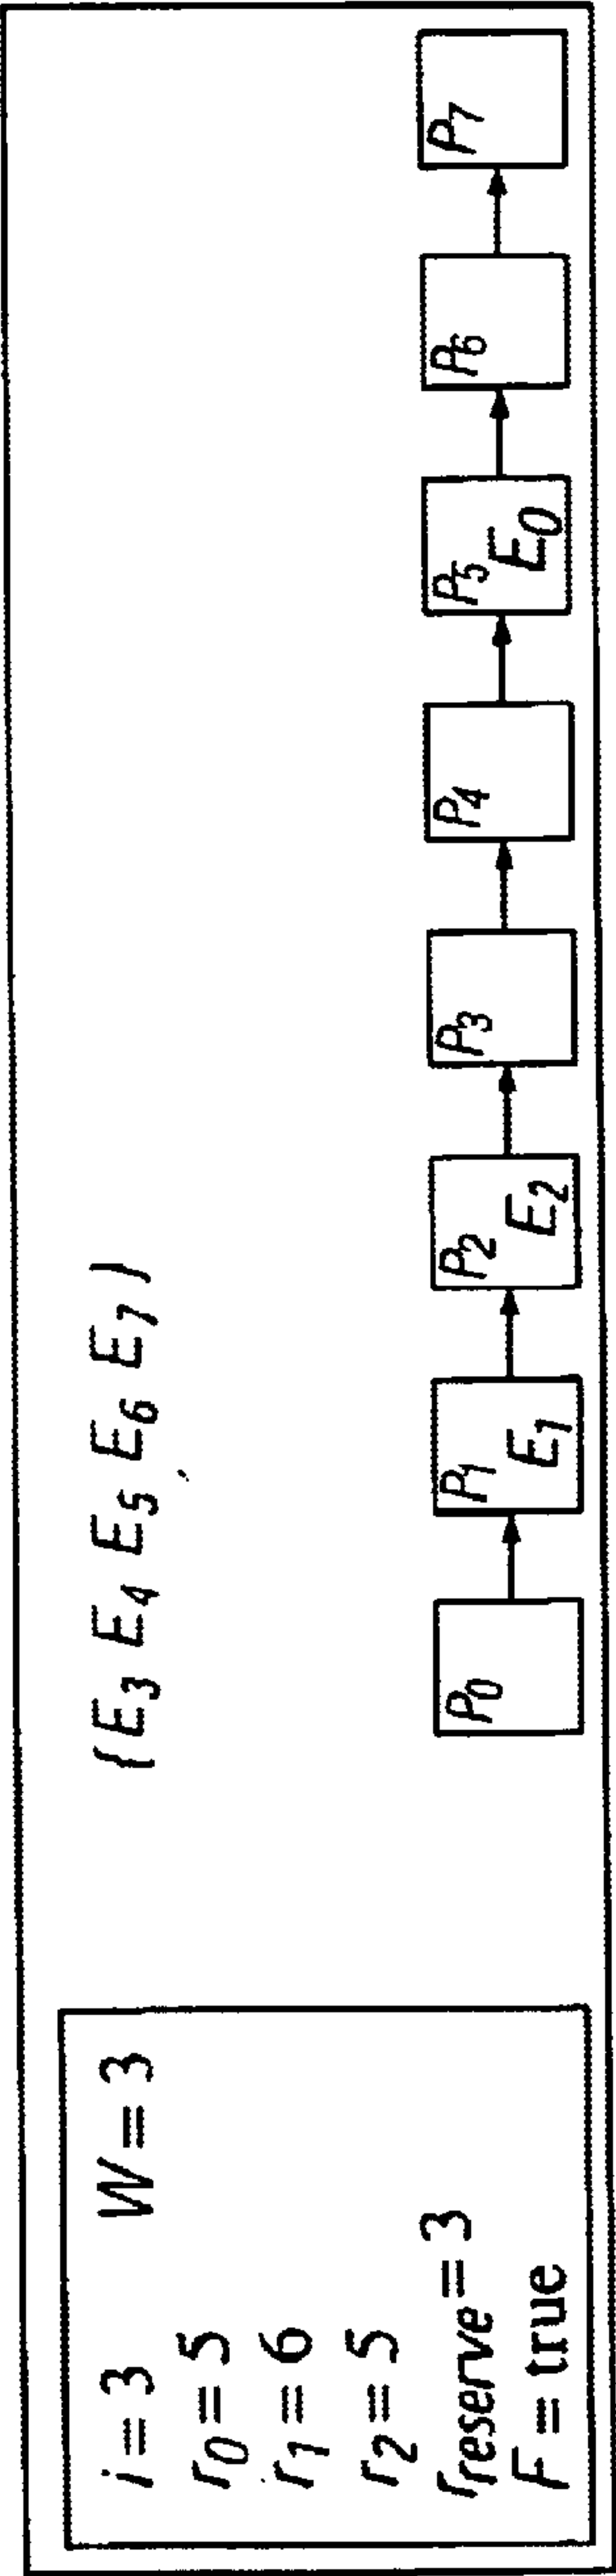 i = 3 W = 3
r0 = 5
r1 = 6
r2 = 5
rreserve = 3
F = true
{E3 E4 E5 E6 E7}
P0
P1 E1
P2 E2
P3
P4
P5 E0
P6
P7